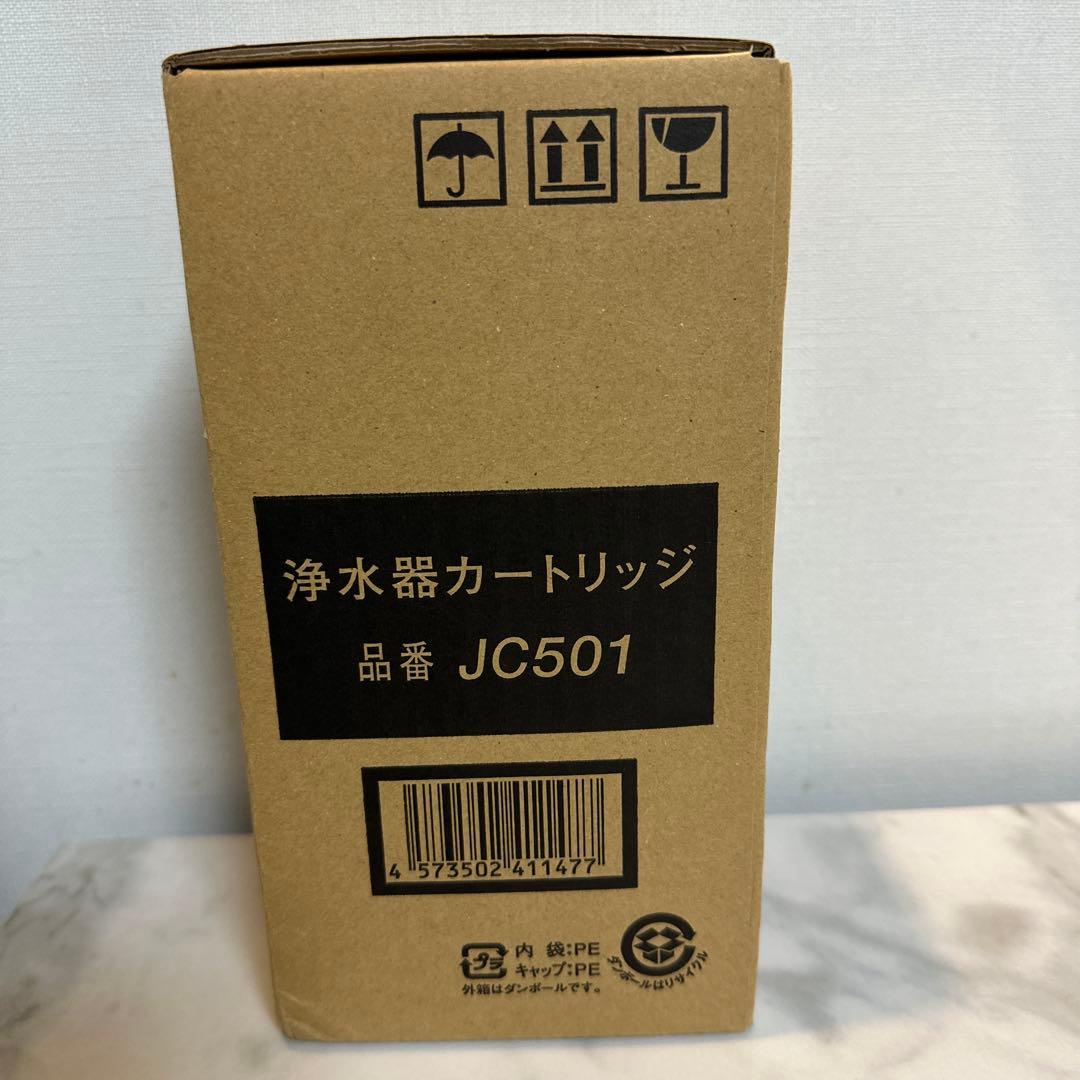 浄水器カートリッジ
品番 JC501
4 573502 411477
プラ
内 袋:PE
キャップ:PE
外箱はダンボールです。
ダンボールはリサイクル